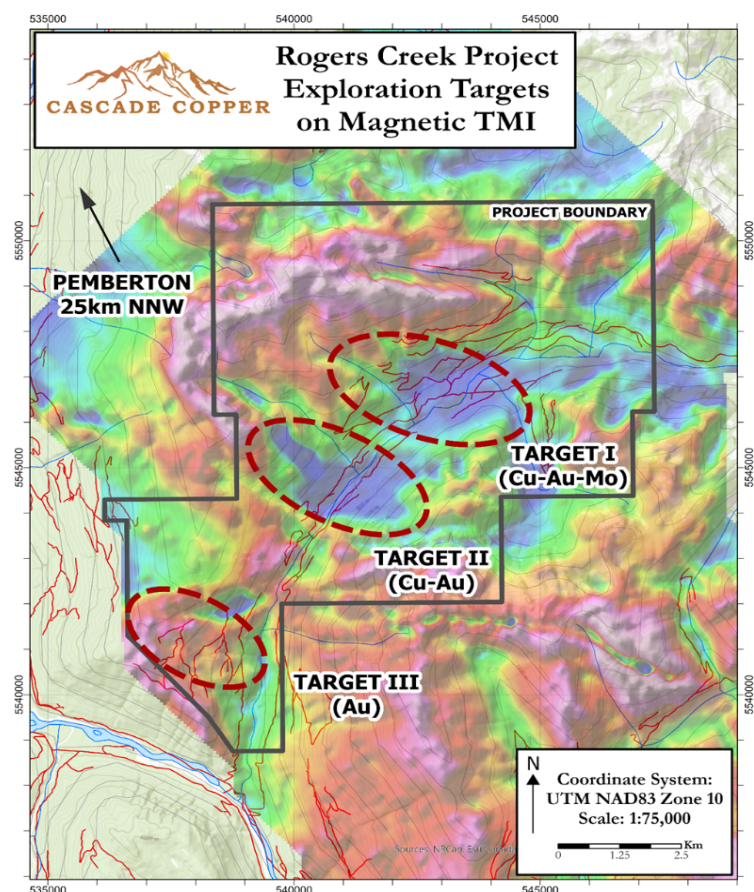 535000
540000
545000
CASCADE COPPER
Rogers Creek Project
Exploration Targets
on Magnetic TMI
PROJECT BOUNDARY
5550000
5550000
PEMBERTON
25km NNW
TARGET I
(Cu-Au-Mo)
5545000
5545000
TARGET II
(Cu-Au)
TARGET III
(Au)
5540000
5540000
N
Coordinate System:
UTM NAD83 Zone 10
Scale: 1:75,000
Km
0 1.25 2.5
Sources: NRCan, Esri
535000
540000
545000